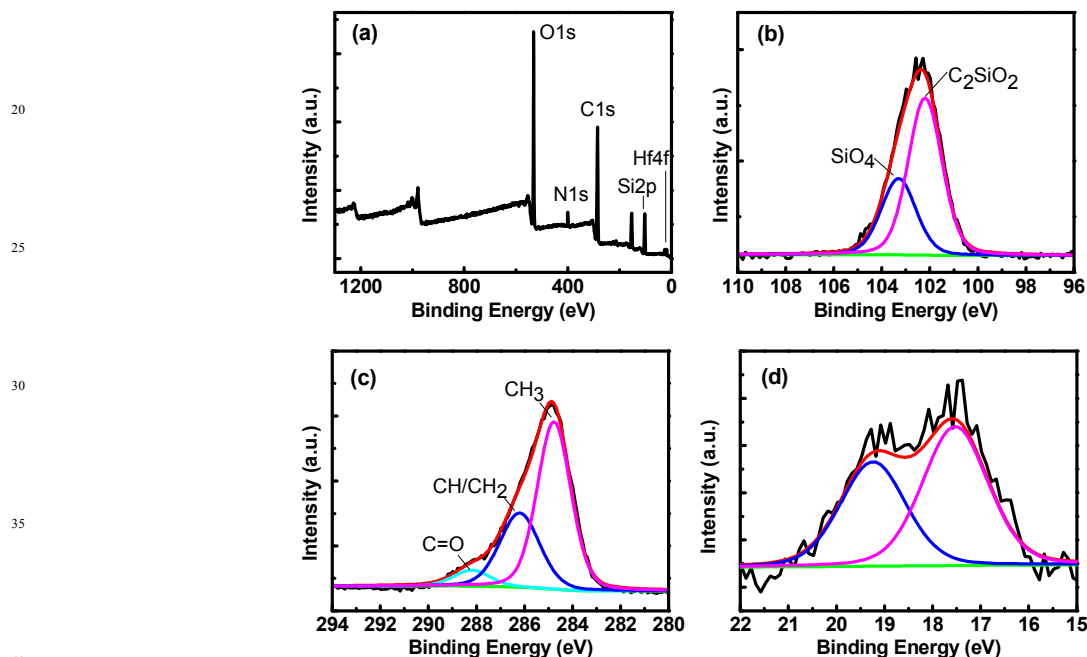 20
25
30
35
(a)
O1s
C1s
N1s
Si2p
Hf4f
Intensity (a.u.)
1200 800 400 0
Binding Energy (eV)
(b)
C₂SiO₂
SiO₄
Intensity (a.u.)
110 108 106 104 102 100 98 96
Binding Energy (eV)
(c)
CH₃
CH/CH₂
C=O
Intensity (a.u.)
294 292 290 288 286 284 282 280
Binding Energy (eV)
(d)
Intensity (a.u.)
22 21 20 19 18 17 16 15
Binding Energy (eV)